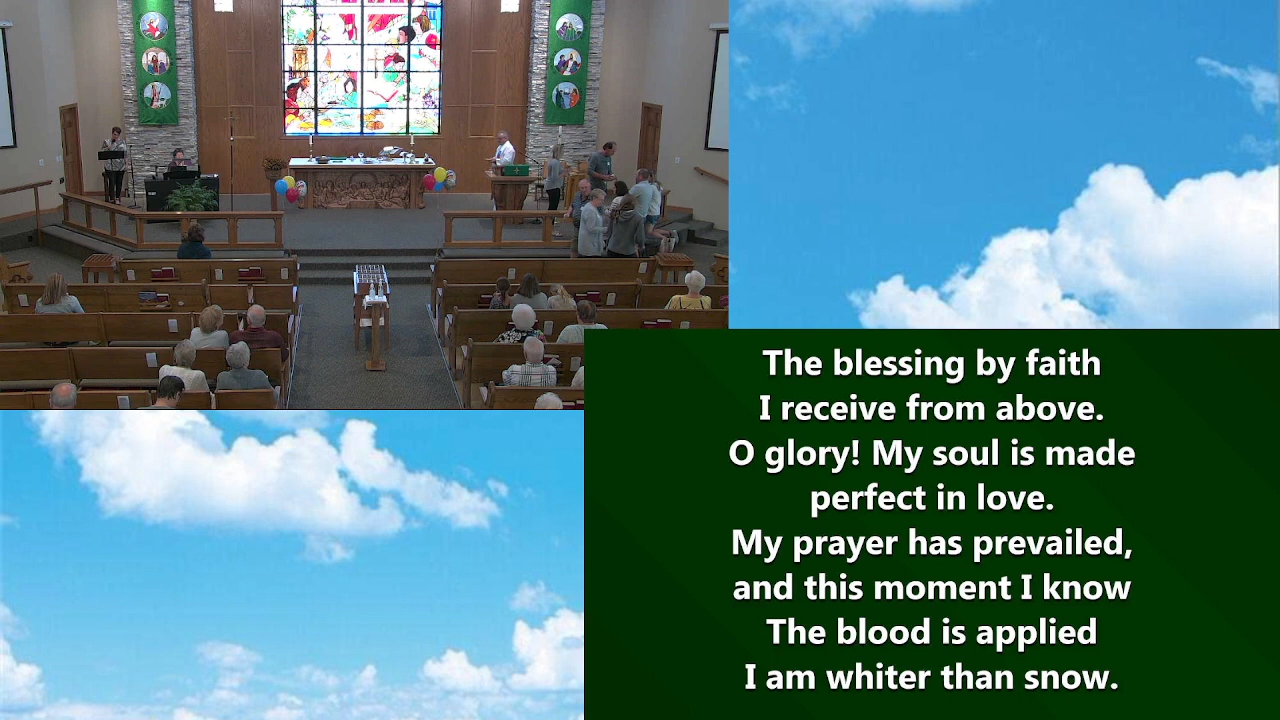 The blessing by faith
I receive from above.
O glory! My soul is made
perfect in love.
My prayer has prevailed,
and this moment I know
The blood is applied
I am whiter than snow.